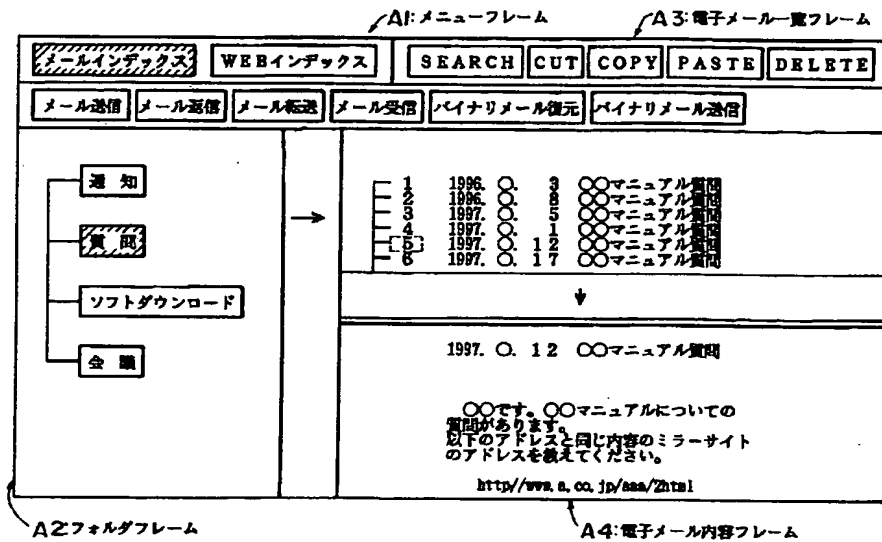 A1:メニューフレーム
A3:電子メール一覧フレーム
メールインデックス WEBインデックス SEARCH CUT COPY PASTE DELETE
メール送信 メール返信 メール転送 メール受信 バイナリメール復元 バイナリメール送信
通知
質問
ソフトダウンロード
会議
→
1 1996. ○. 3 ○○マニュアル質問
2 1996. ○. 8 ○○マニュアル質問
3 1997. ○. 5 ○○マニュアル質問
4 1997. ○. 1 ○○マニュアル質問
5 1997. ○. 12 ○○マニュアル質問
6 1997. ○. 17 ○○マニュアル質問
↓
1997. ○. 12 ○○マニュアル質問
○○です。○○マニュアルについての
質問があります。
以下のアドレスと同じ内容のミラーサイト
のアドレスを教えてください。
http//www.a.co.jp/aaa/2html
A2:フォルダフレーム
A4:電子メール内容フレーム